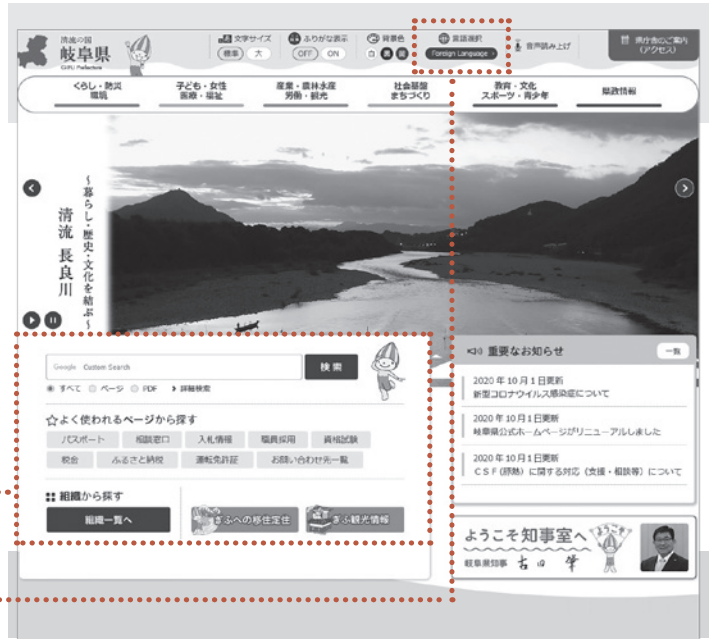 清流の国
岐阜県
GIFU Prefecture
文字サイズ
標準 大
ふりがな表示
OFF ON
背景色
白 黒 青
言語選択
Foreign Language
音声読み上げ
県庁舎のご案内
(アクセス)
くらし・防災
環境
子ども・女性
医療・福祉
産業・農林水産
労働・観光
社会基盤
まちづくり
教育・文化
スポーツ・青少年
県政情報
清流 長良川
～暮らし・歴史・文化を結ぶ～
Google Custom Search
検索
すべて ページ PDF 詳細検索
よく使われるページから探す
パスポート 相談窓口 入札情報 職員採用 資格試験
税金 ふるさと納税 運転免許証 お問い合わせ先一覧
組織から探す
組織一覧へ
ぎふへの移住定住
ぎふ観光情報
重要なお知らせ
一覧
2020年10月1日更新
新型コロナウイルス感染症について
2020年10月1日更新
岐阜県公式ホームページがリニューアルしました
2020年10月1日更新
CSF(豚熱)に関する対応(支援・相談等)について
ようこそ知事室へ
ようこそ
岐阜県知事 古田 肇